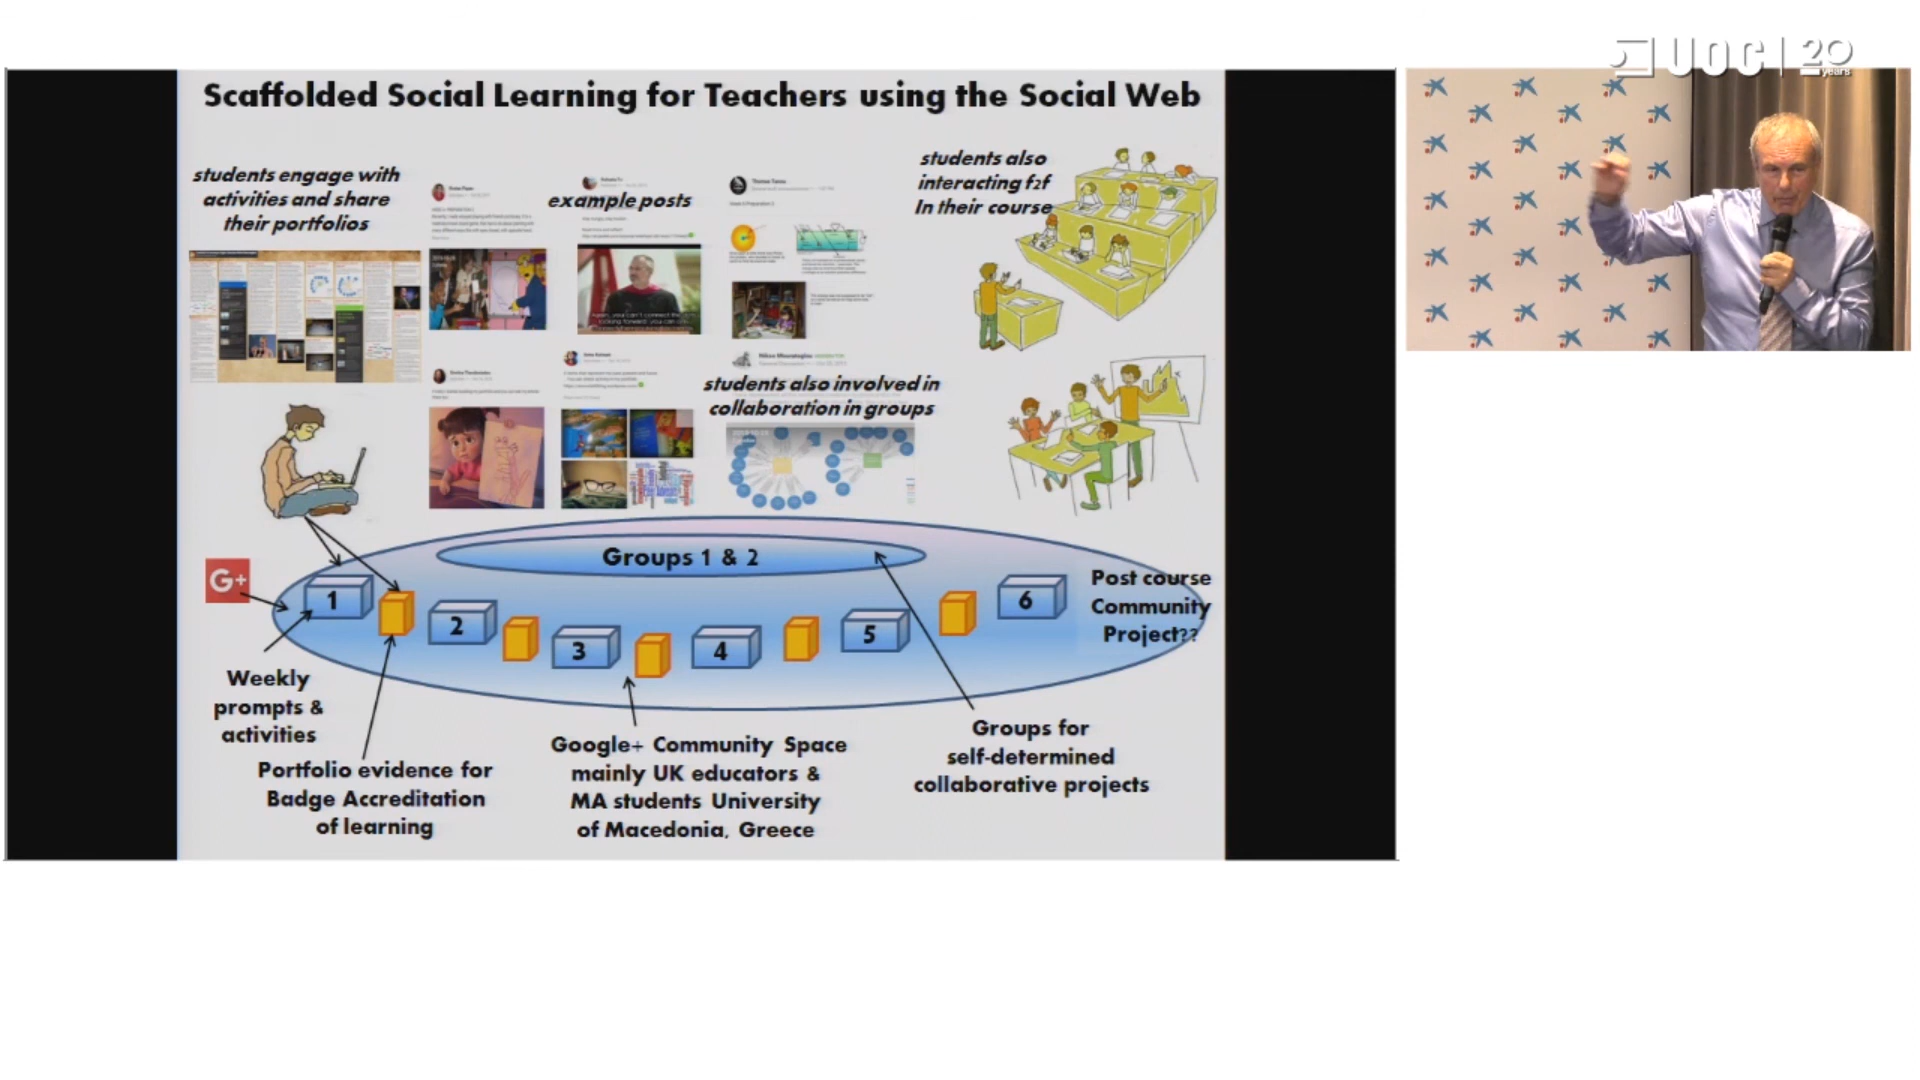 UOC | 20
years
Scaffolded Social Learning for Teachers using the Social Web
students engage with
activities and share
their portfolios
example posts
students also
interacting f2f
In their course
students also involved in
collaboration in groups
Groups 1 & 2
G+
1
2
3
4
5
6
Post course
Community
Project??
Weekly
prompts &
activities
Portfolio evidence for
Badge Accreditation
of learning
Google+ Community Space
mainly UK educators &
MA students University
of Macedonia, Greece
Groups for
self-determined
collaborative projects